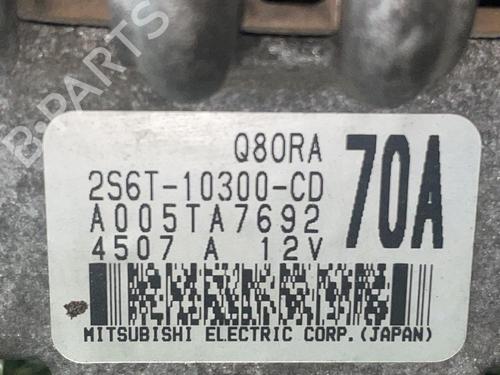 B-PARTS
Q80RA
70A
2S6T-10300-CD
A005TA7692
4507 A 12V
MITSUBISHI ELECTRIC CORP.(JAPAN)